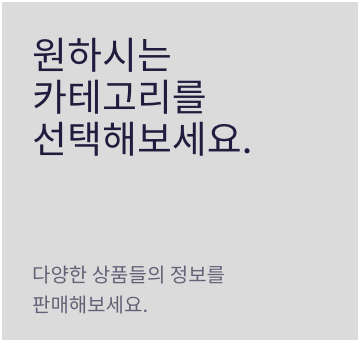 원하시는
카테고리를
선택해보세요.
다양한 상품들의 정보를
판매해보세요.